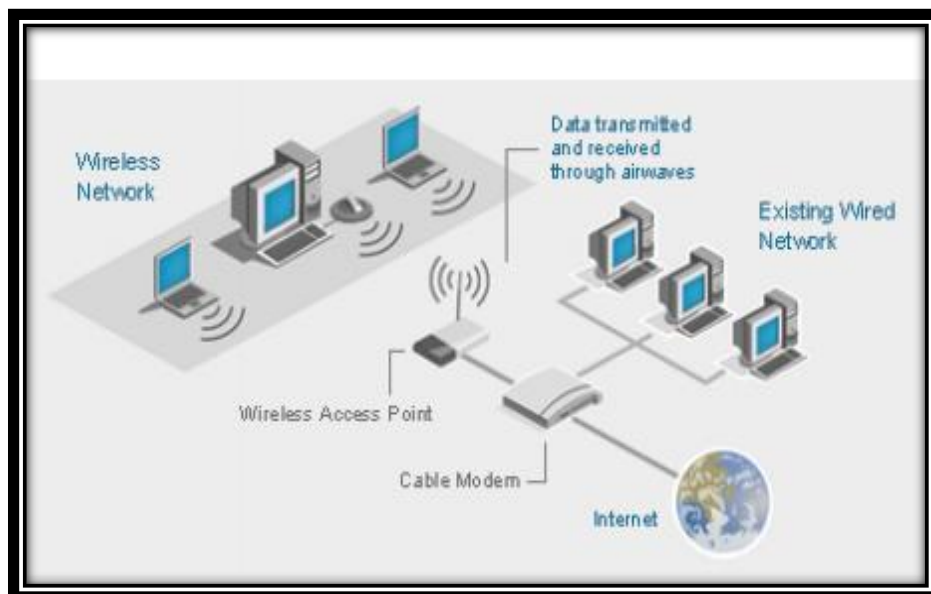 Wireless
Network
Data transmitted
and received
through airwaves
Existing Wired
Network
Wireless Access Point
Cable Modem
Internet